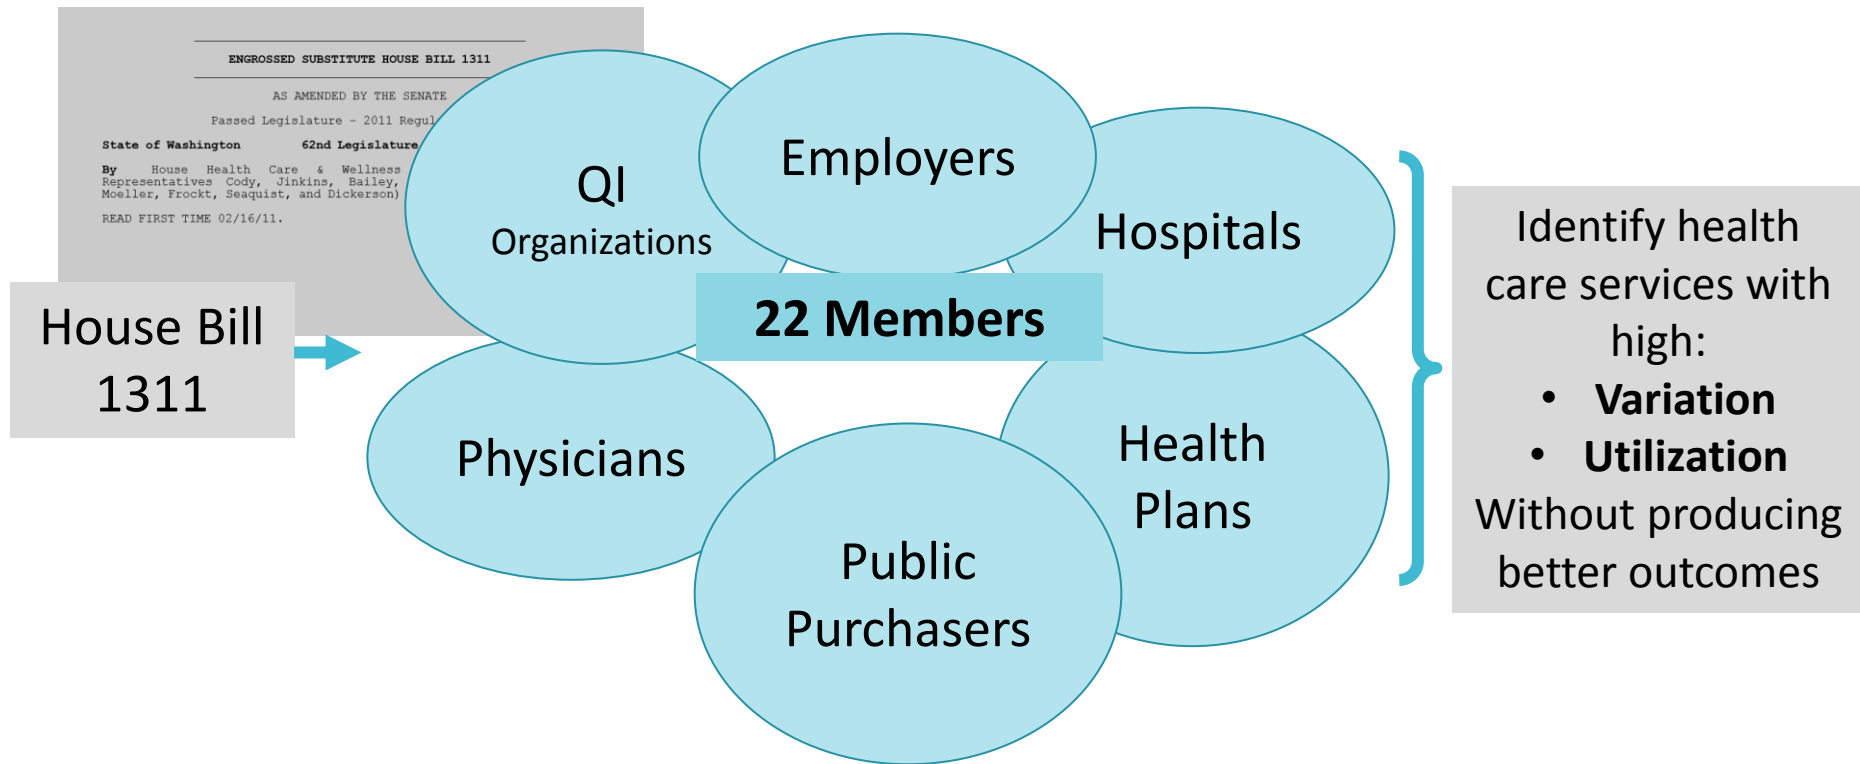 ENGROSSED SUBSTITUTE HOUSE BILL 1311
AS AMENDED BY THE SENATE
Passed Legislature - 2011
State of Washington 62nd Legislature
By House Health Care & Wellness
Representatives Cody, Jinkins, Bailey,
Moeller, Frockt, Seaquist, and Dickerson)
READ FIRST TIME 02/16/11.
House Bill
1311
QI
Organizations
Employers
Hospitals
22 Members
Physicians
Health
Plans
Public
Purchasers
Identify health
care services with
high:
• Variation
• Utilization
Without producing
better outcomes